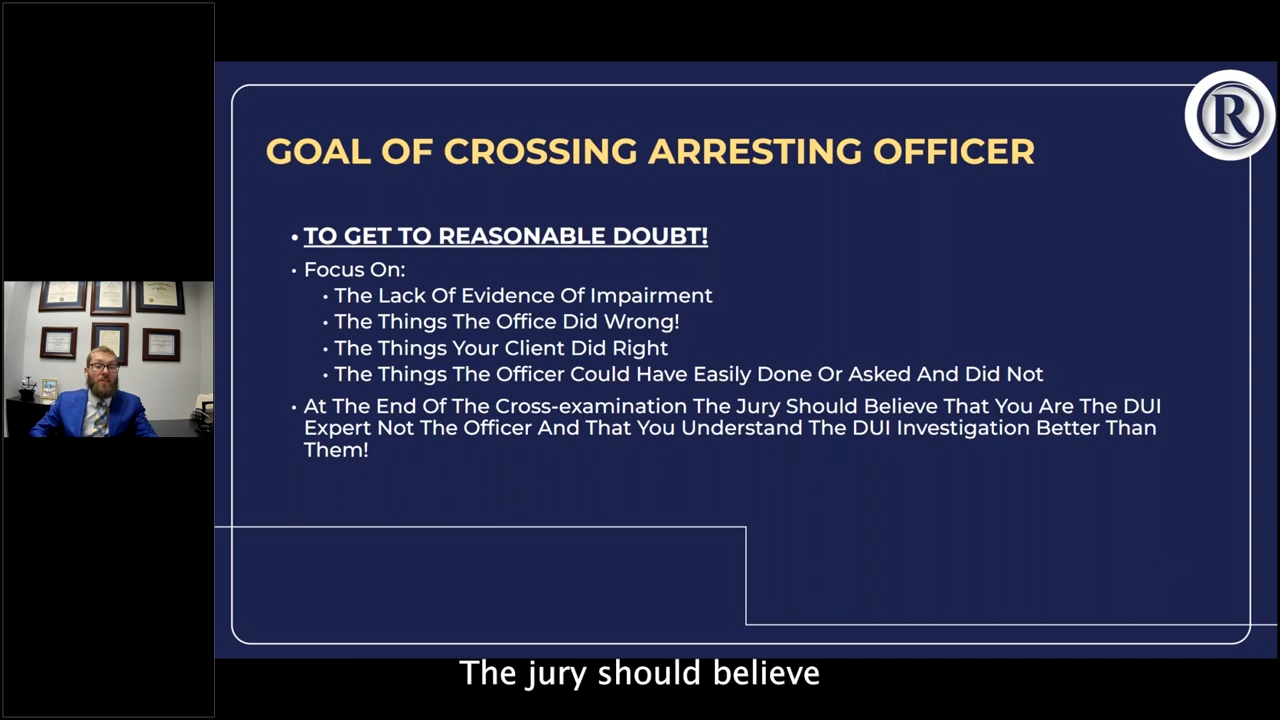 R
GOAL OF CROSSING ARRESTING OFFICER
• TO GET TO REASONABLE DOUBT!
• Focus On:
• The Lack Of Evidence Of Impairment
• The Things The Office Did Wrong!
• The Things Your Client Did Right
• The Things The Officer Could Have Easily Done Or Asked And Did Not
• At The End Of The Cross-examination The Jury Should Believe That You Are The DUI
Expert Not The Officer And That You Understand The DUI Investigation Better Than
Them!
The jury should believe